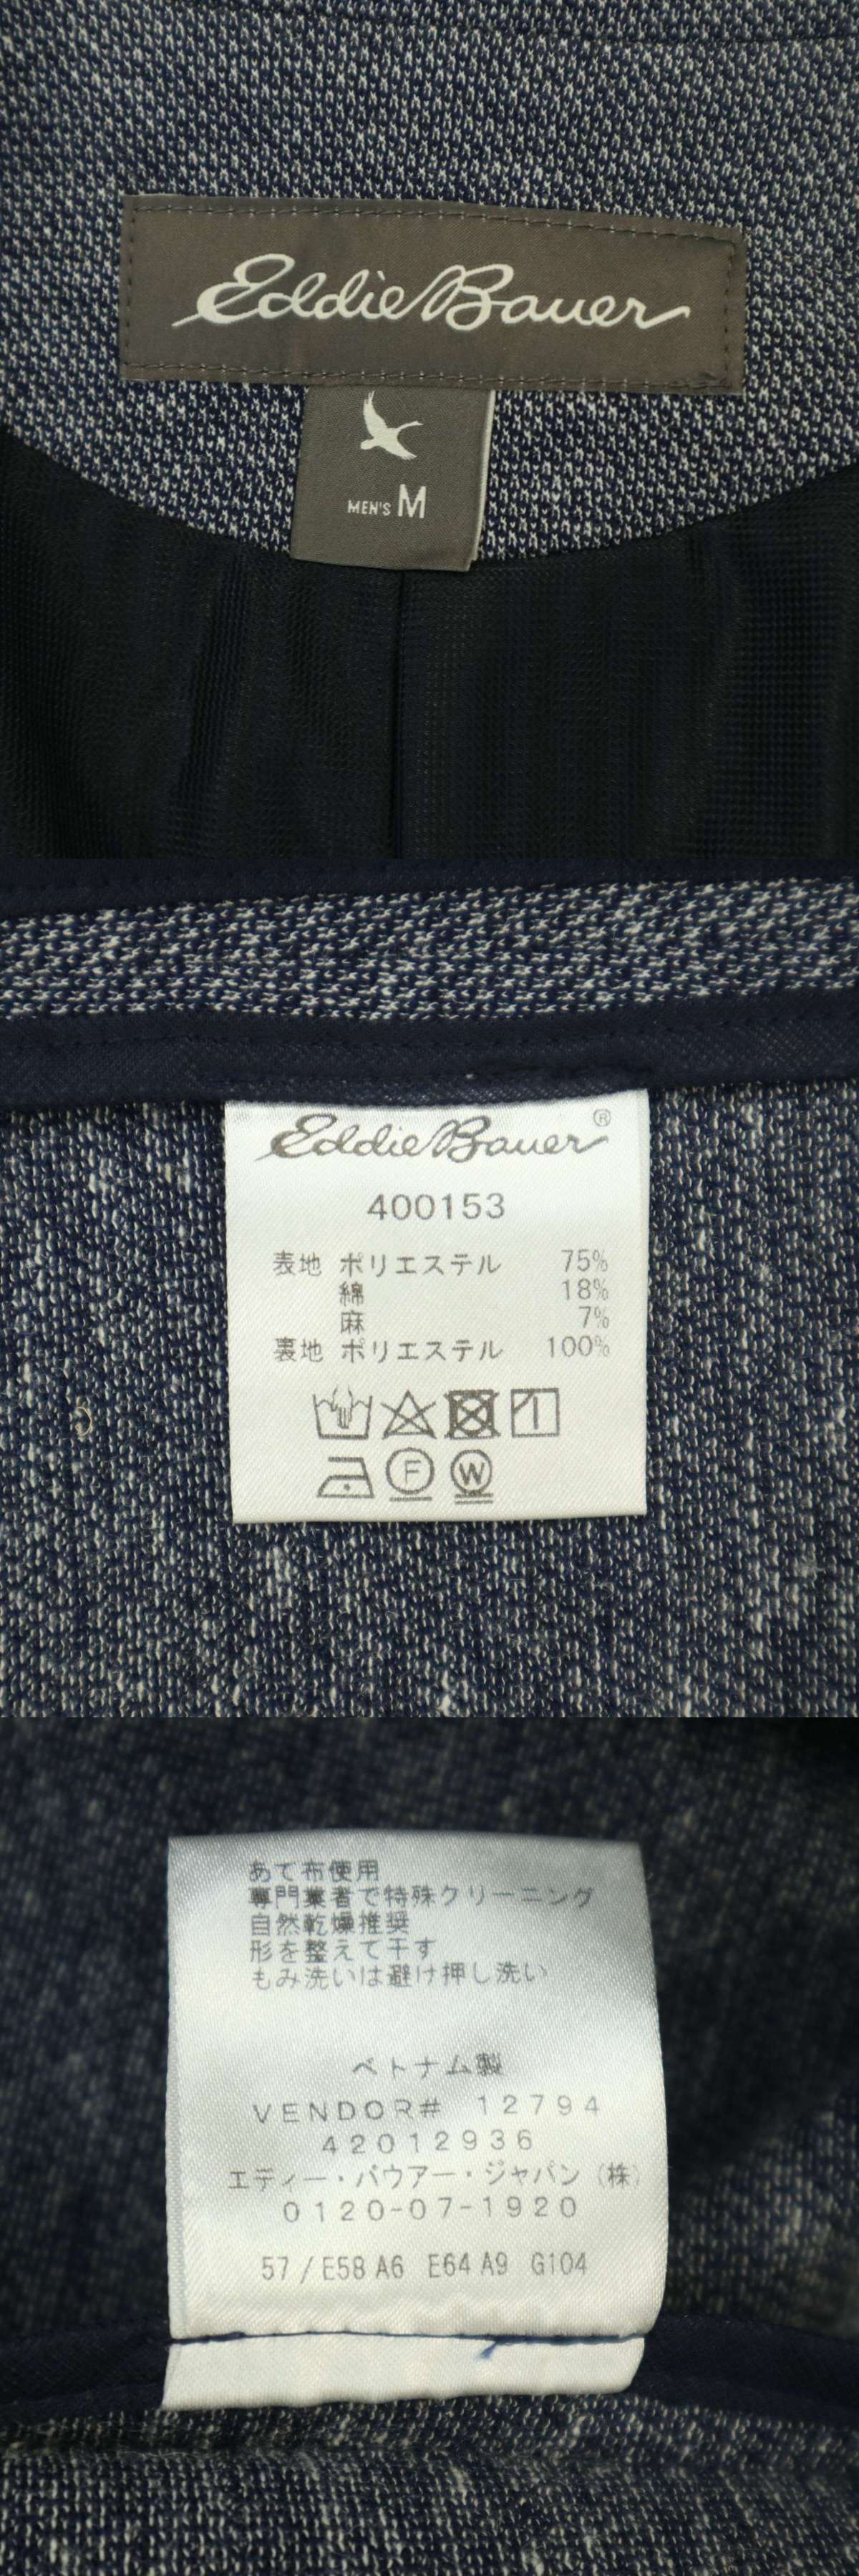 Eddie Bauer
MEN'S M
Eddie Bauer®
400153
表地 ポリエステル 75%
綿 18%
麻 7%
裏地 ポリエステル 100%
F W
あて布使用
専門業者で特殊クリーニング
自然乾燥推奨
形を整えて干す
もみ洗いは避け押し洗い
ベトナム製
VENDOR# 12794
42012936
エディー・バウアー・ジャパン（株）
0120-07-1920
57 / E58 A6 E64 A9 G104